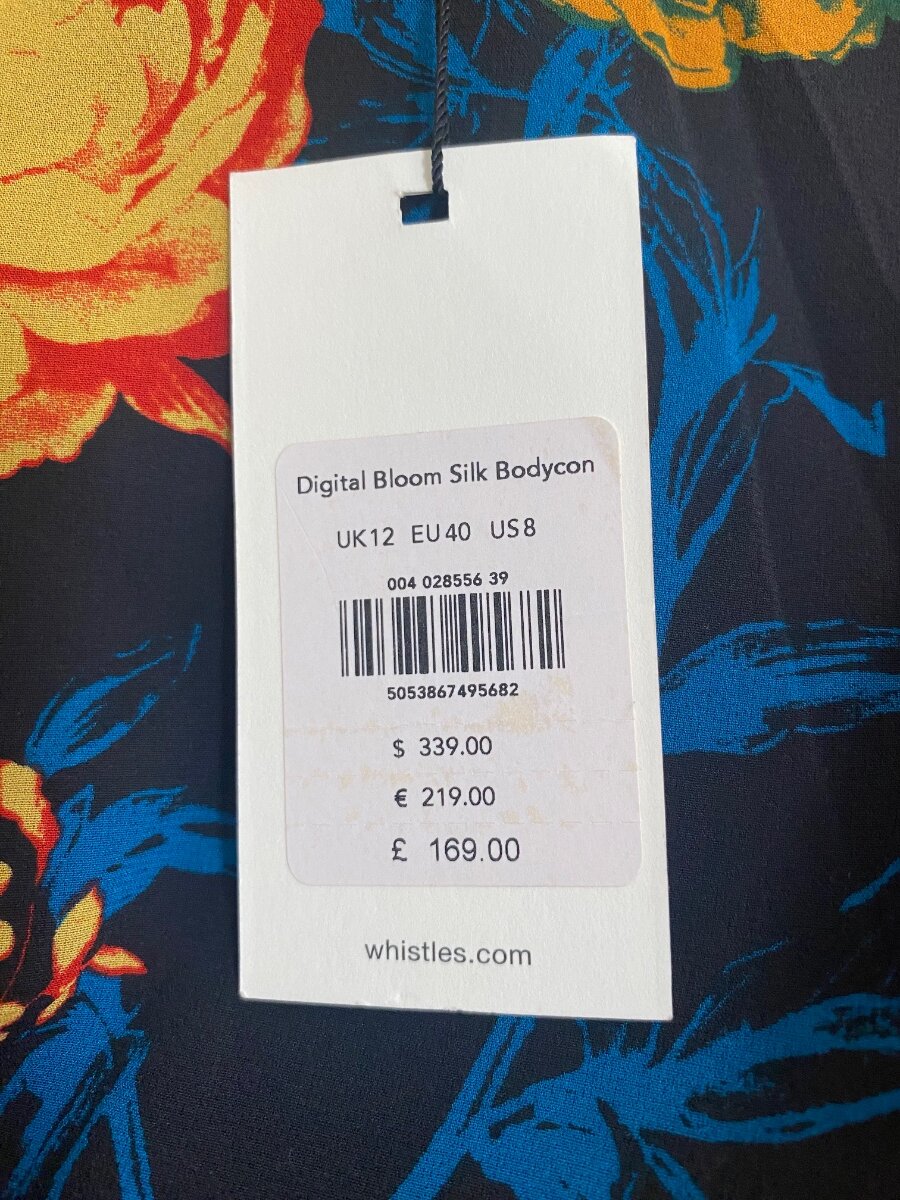 Digital Bloom Silk Bodycon
UK12 EU40 US8
004 028556 39
5053867495682
$ 339.00
€ 219.00
£ 169.00
whistles.com